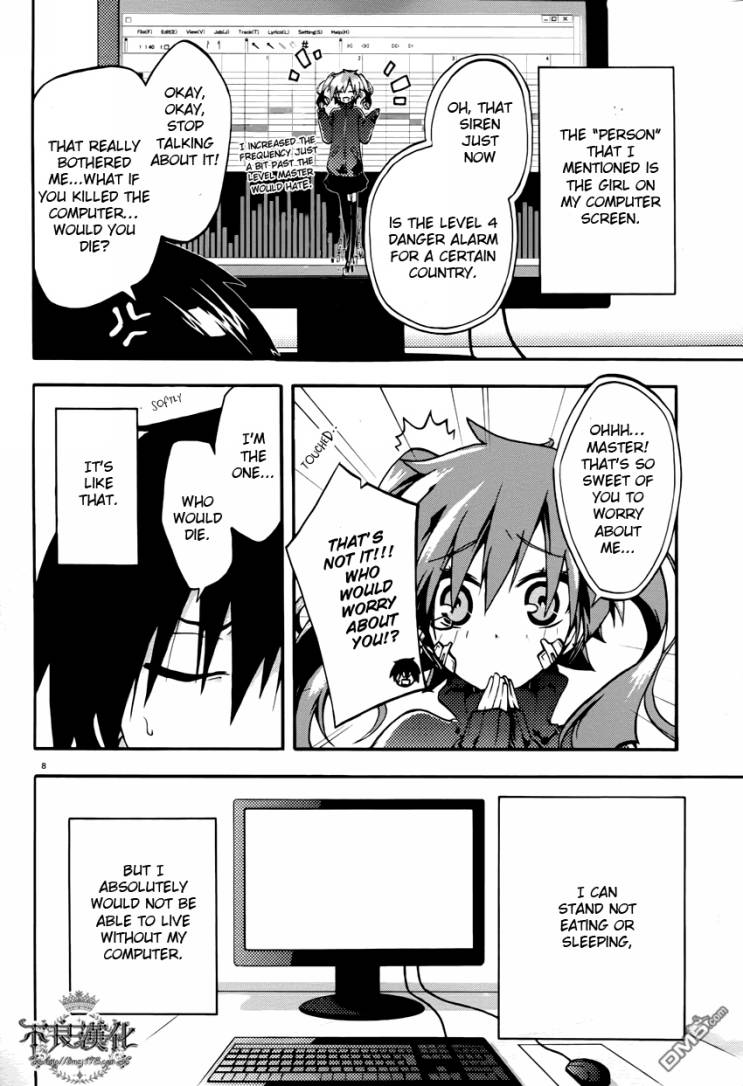 THE "PERSON"
THAT I
MENTIONED IS
THE GIRL ON
MY COMPUTER
SCREEN.
File(F) Edit(E) View Job(J) Track(T) Lyrics(L) Setting(S) Help(H)
OH, THAT
SIREN
JUST
NOW
IS THE LEVEL 4
DANGER ALARM
FOR A CERTAIN
COUNTRY.
I INCREASED THE
FREQUENCY JUST
A BIT PAST THE
LEVEL MASTER
WOULD HATE.
OKAY,
OKAY,
STOP
TALKING
ABOUT IT!
THAT REALLY
BOTHERED
ME...WHAT IF
YOU KILLED THE
COMPUTER...
WOULD YOU
DIE?
OHHH...
MASTER!
THAT'S SO
SWEET OF
YOU TO
WORRY
ABOUT
ME...
TOUCHED..
THAT'S
NOT IT!!!
WHO
WOULD
WORRY
ABOUT
YOU!?
I'M
THE
ONE...
WHO
WOULD
DIE.
SOFTLY
IT'S
LIKE
THAT.
8
I CAN
STAND NOT
EATING OR
SLEEPING,
BUT I
ABSOLUTELY
WOULD NOT BE
ABLE TO LIVE
WITHOUT MY
COMPUTER.
不良漢化
DM5.com